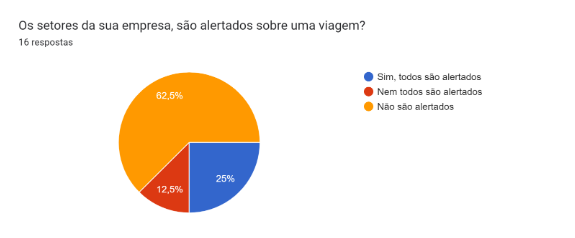 Os setores da sua empresa, são alertados sobre uma viagem?
16 respostas
62,5%
12,5%
25%
Sim, todos são alertados
Nem todos são alertados
Não são alertados